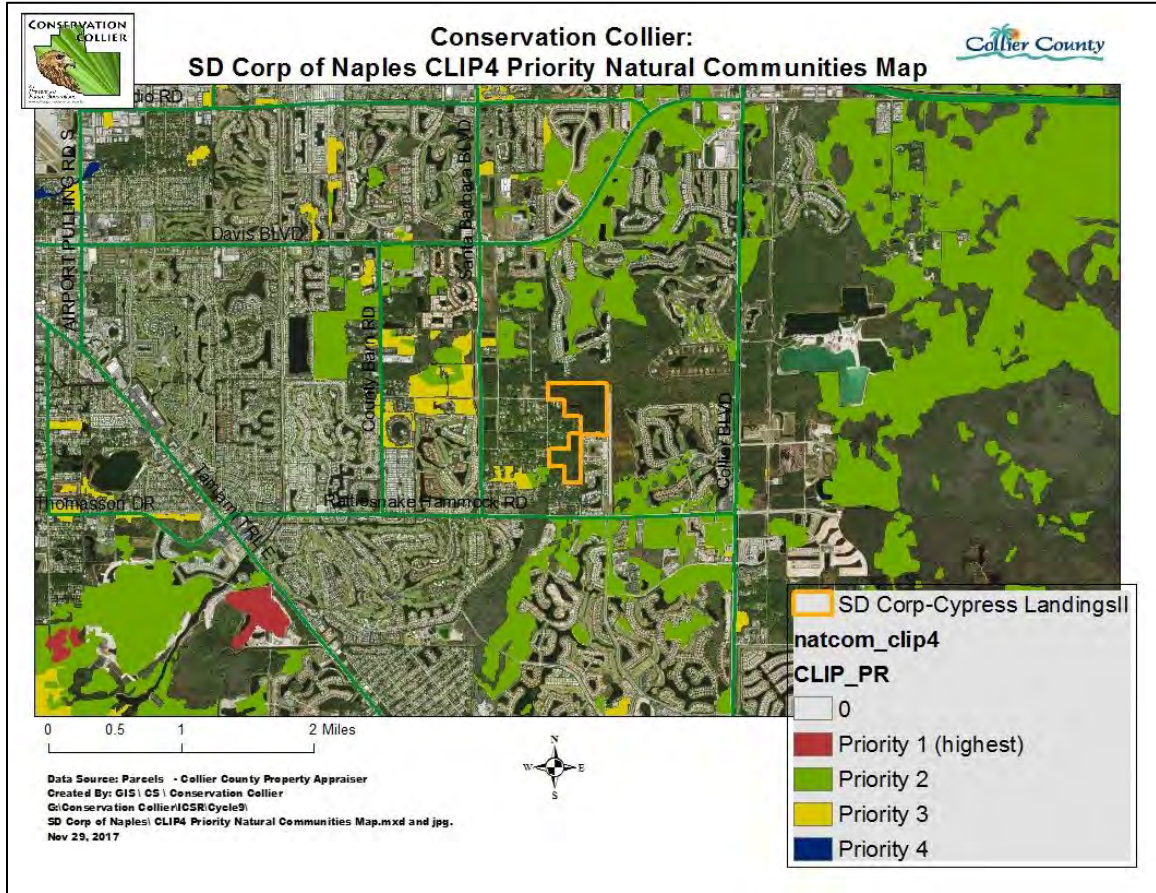 CONSERVATION
COLLIER
Conservation Collier:
SD Corp of Naples CLIP4 Priority Natural Communities Map
Collier County
RD
AIRPORT PULLING RD S
Santa Barbara BLVD
Davis BLVD
County Barn RD
Collier BLVD
Tamiami TRL E
Thomasson DR
Rattlesnake Hammock RD
SD Corp-Cypress LandingsII
natcom_clip4
CLIP_PR
0
Priority 1 (highest)
Priority 2
Priority 3
Priority 4
0 0.5 1 2 Miles
N
W E
S
Data Source: Parcels - Collier County Property Appraiser
Created By: GIS \ CS \ Conservation Collier
G:\Conservation Collier\ICSR\Cycle9\
SD Corp of Naples\ CLIP4 Priority Natural Communities Map.mxd and jpg.
Nov 29, 2017